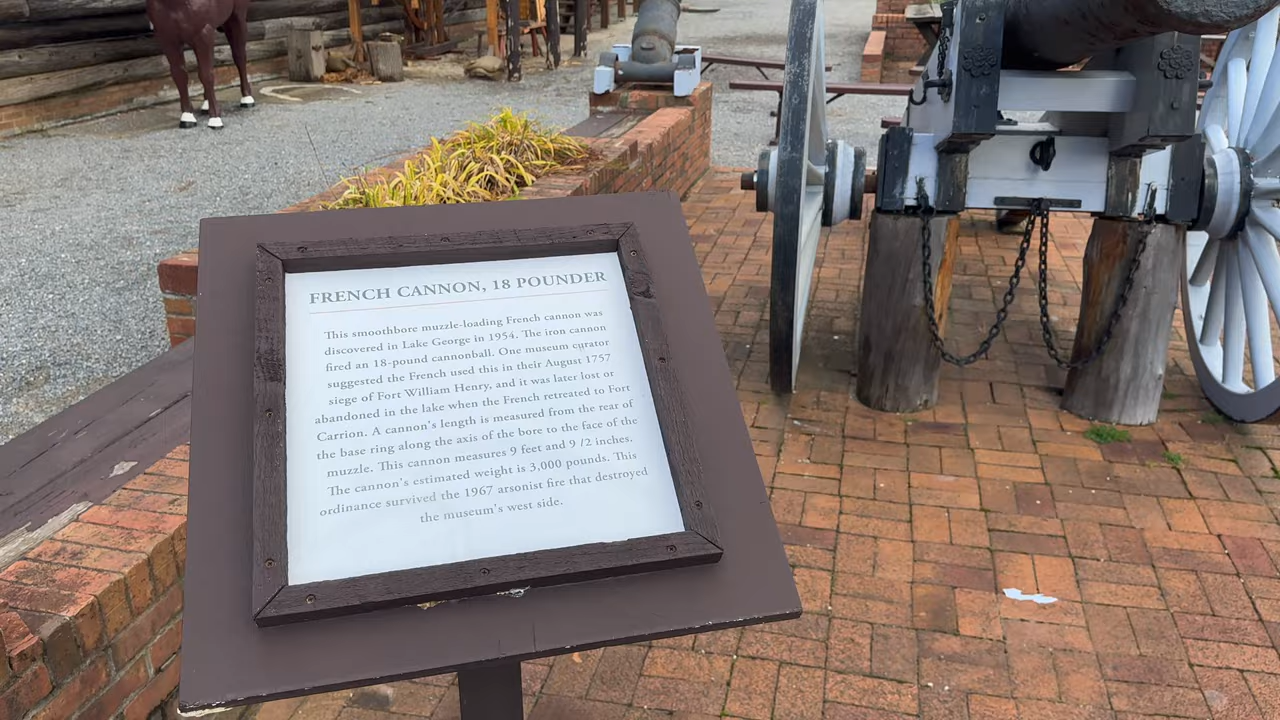 FRENCH CANNON, 18 POUNDER
This smoothbore muzzle-loading French cannon was
discovered in Lake George in 1954. The iron cannon
fired an 18-pound cannonball. One museum curator
suggested the French used this in their August 1757
siege of Fort William Henry, and it was later lost or
abandoned in the lake when the French retreated to Fort
Carrion. A cannon's length is measured from the rear of
the base ring along the axis of the bore to the face of the
muzzle. This cannon measures 9 feet and 9 /2 inches.
The cannon's estimated weight is 3,000 pounds. This
ordinance survived the 1967 arsonist fire that destroyed
the museum's west side.